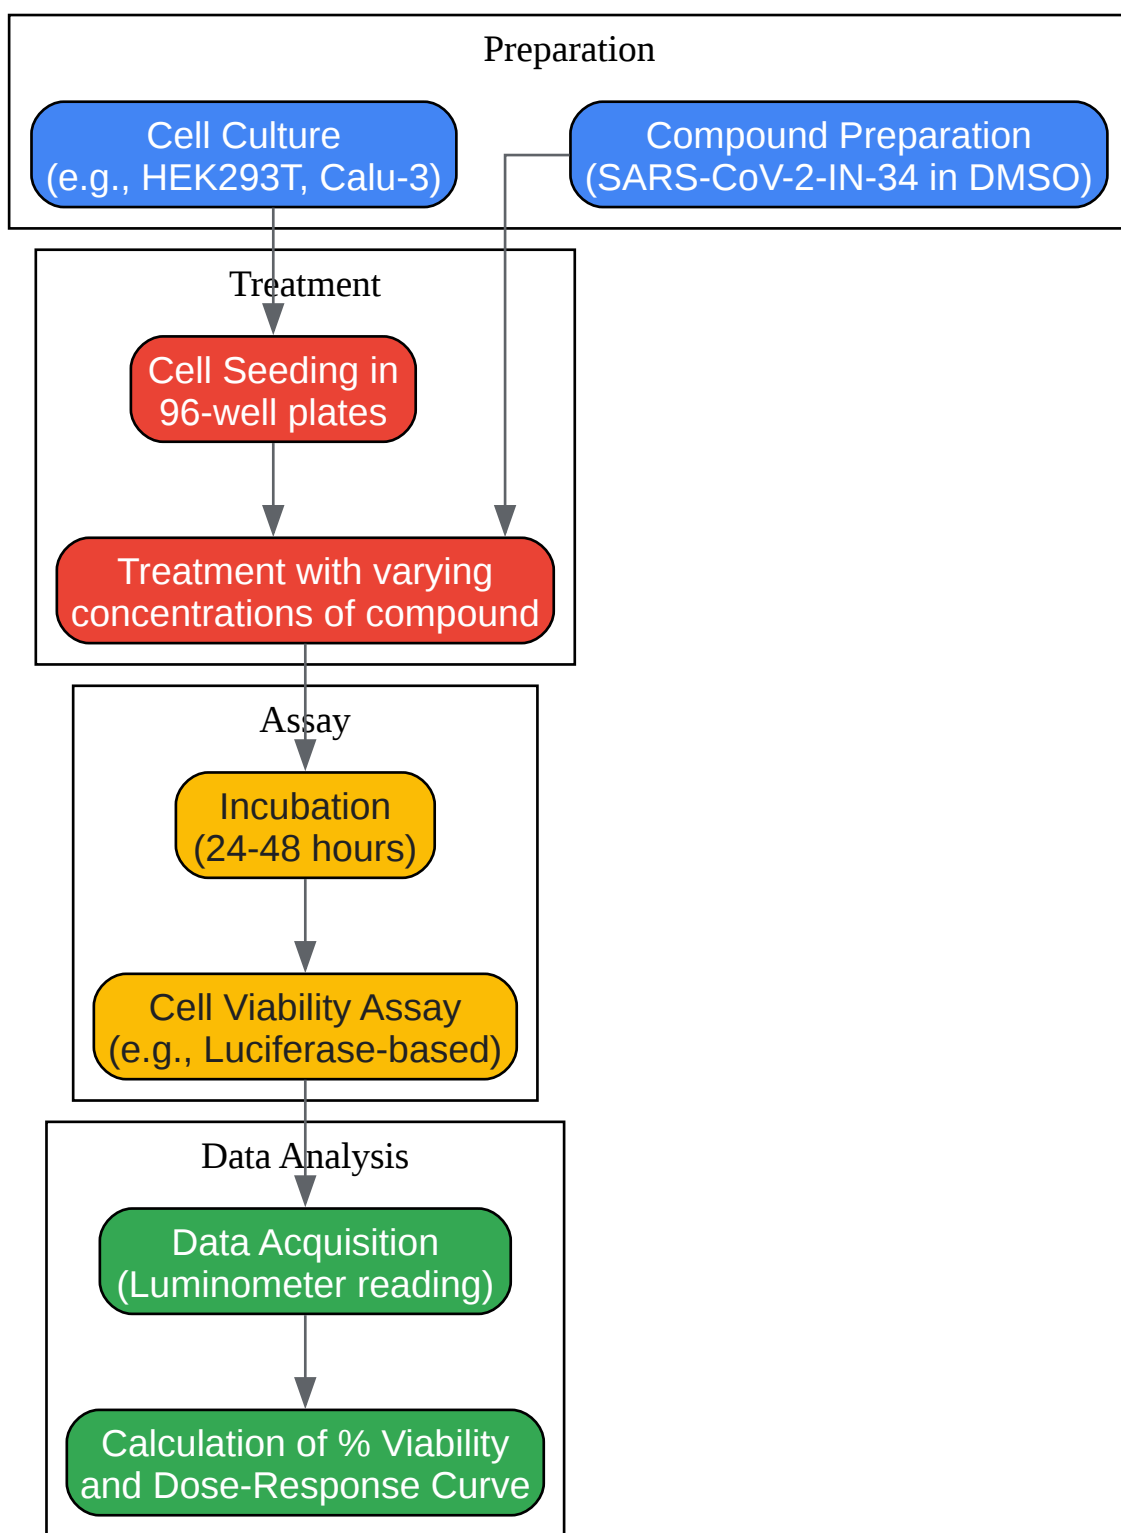 Preparation
Cell Culture
(e.g., HEK293T, Calu-3)
Compound Preparation
(SARS-CoV-2-IN-34 in DMSO)
Treatment
Cell Seeding in
96-well plates
Treatment with varying
concentrations of compound
Assay
Incubation
(24-48 hours)
Cell Viability Assay
(e.g., Luciferase-based)
Data Analysis
Data Acquisition
(Luminometer reading)
Calculation of % Viability
and Dose-Response Curve